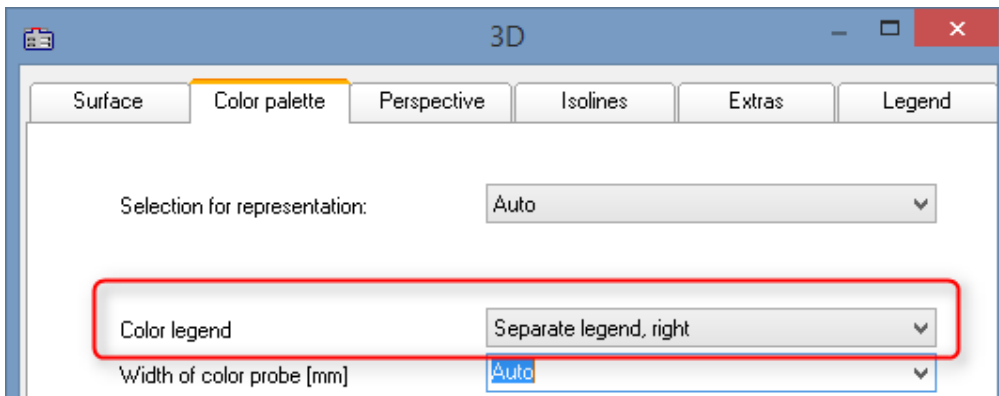 3D
Surface Color palette Perspective Isolines Extras Legend
Selection for representation: Auto
Color legend Separate legend, right
Width of color probe [mm] Auto